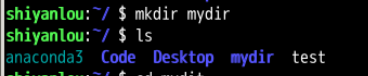 shiyanlou:~/ $ mkdir mydir
shiyanlou:~/ $ ls
anaconda3  Code  Desktop  mydir  test